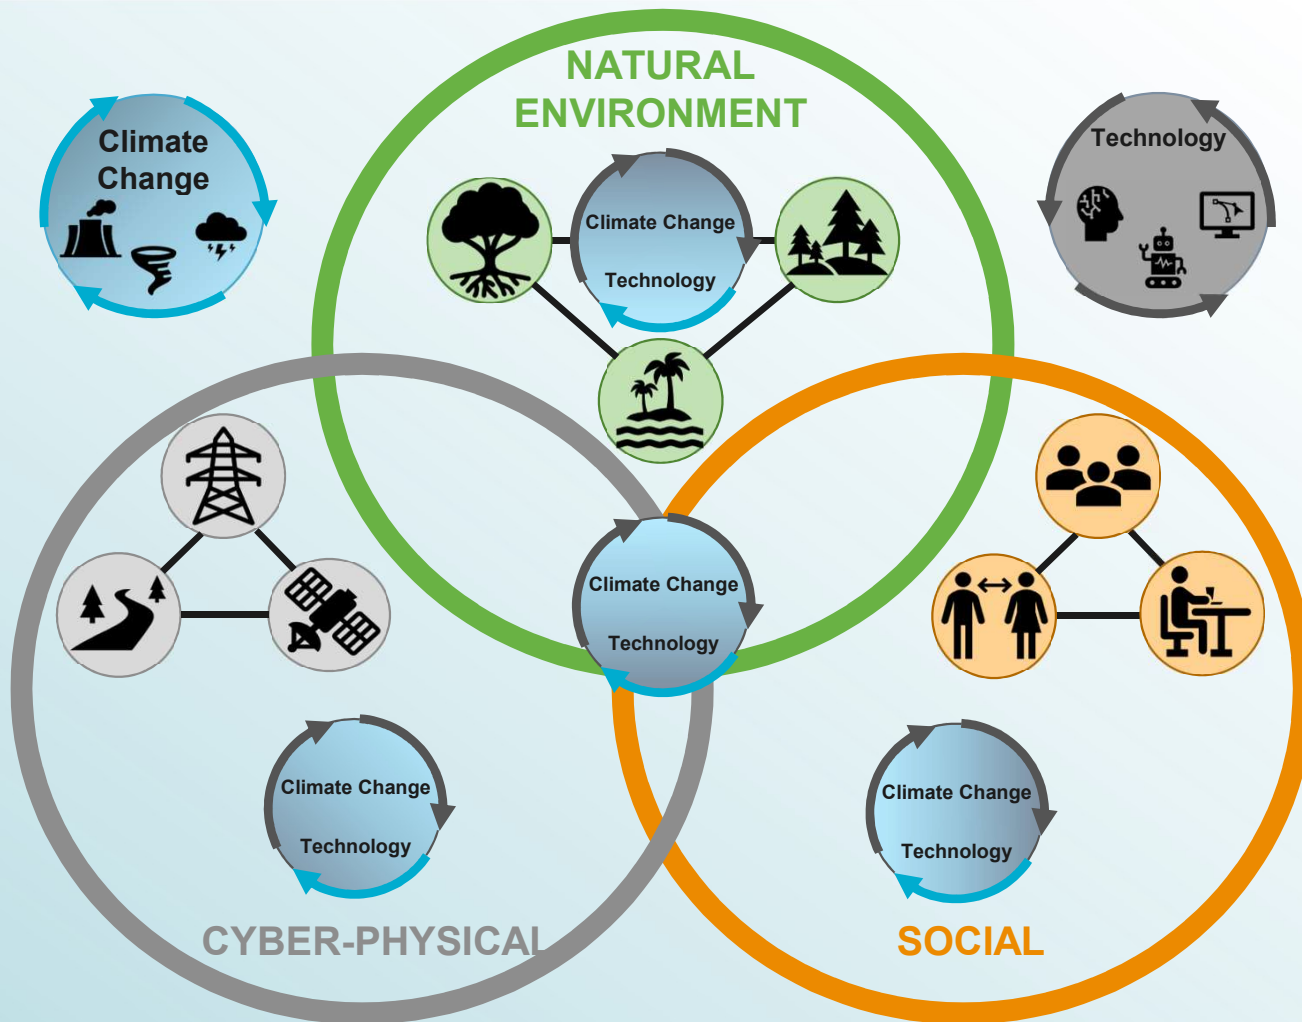 NATURAL
ENVIRONMENT
Climate
Change
Technology
Climate Change
Technology
Climate Change
Technology
Climate Change
Technology
Climate Change
Technology
CYBER-PHYSICAL
SOCIAL